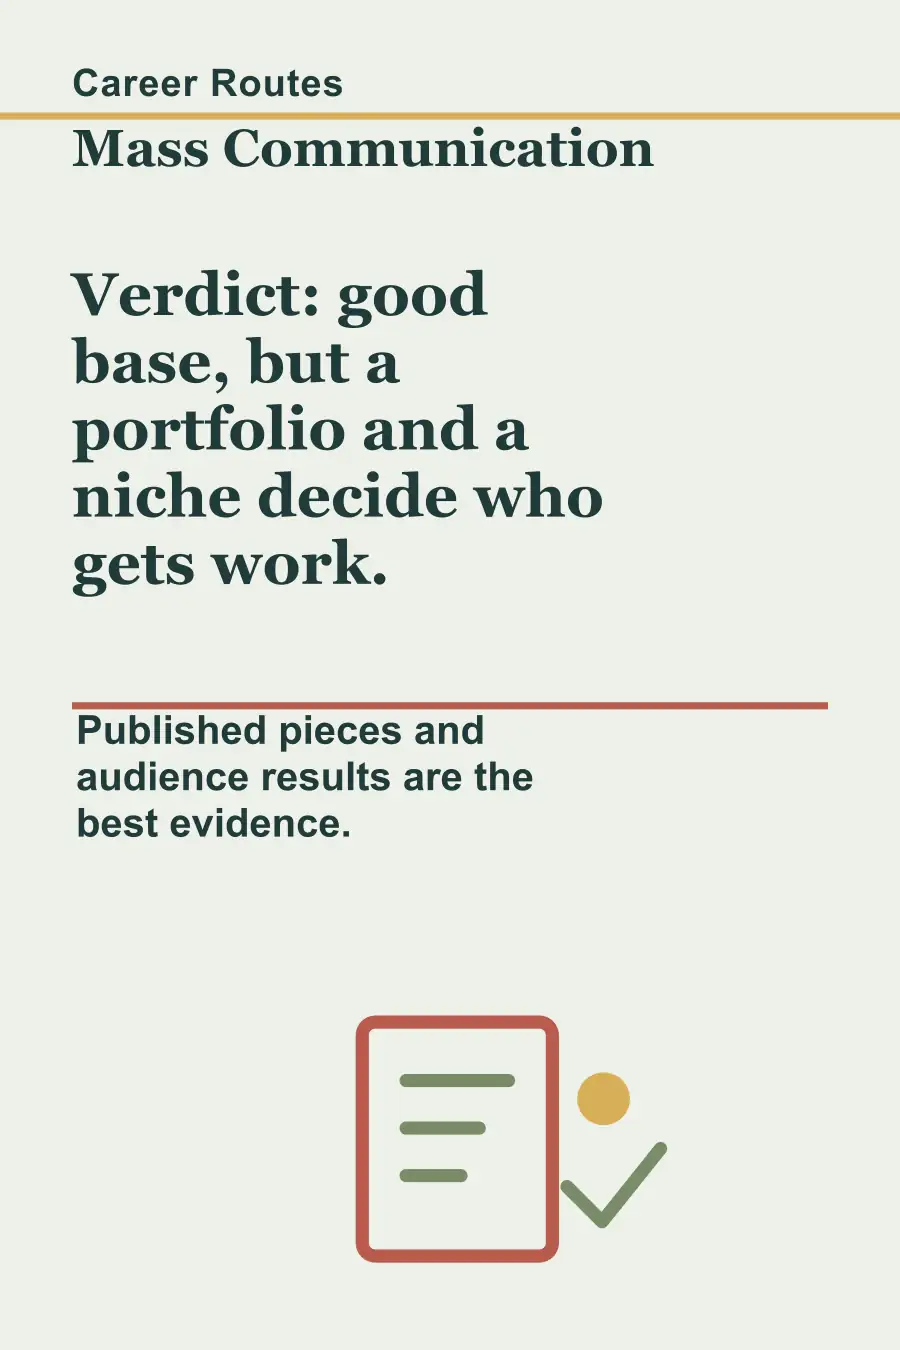 Career Routes
Mass Communication
Verdict: good
base, but a
portfolio and a
niche decide who
gets work.
Published pieces and
audience results are the
best evidence.